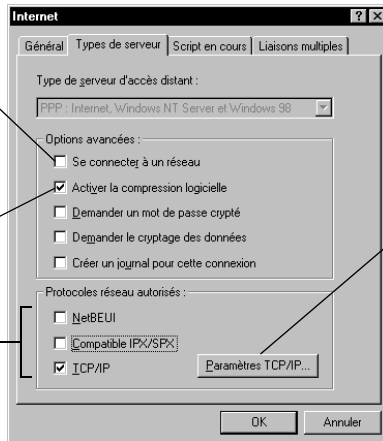 Internet
Général Types de serveur Script en cours Liaisons multiples
Type de serveur d'accès distant :
PPP : Internet, Windows NT Server et Windows 98
Options avancées :
Se connecter à un réseau
Activer la compression logicielle
Demander un mot de passe crypté
Demander le cryptage des données
Créer un journal pour cette connexion
Protocoles réseau autorisés :
NetBEUI
Compatible IPX/SPX
TCP/IP
Paramètres TCP/IP...
OK Annuler